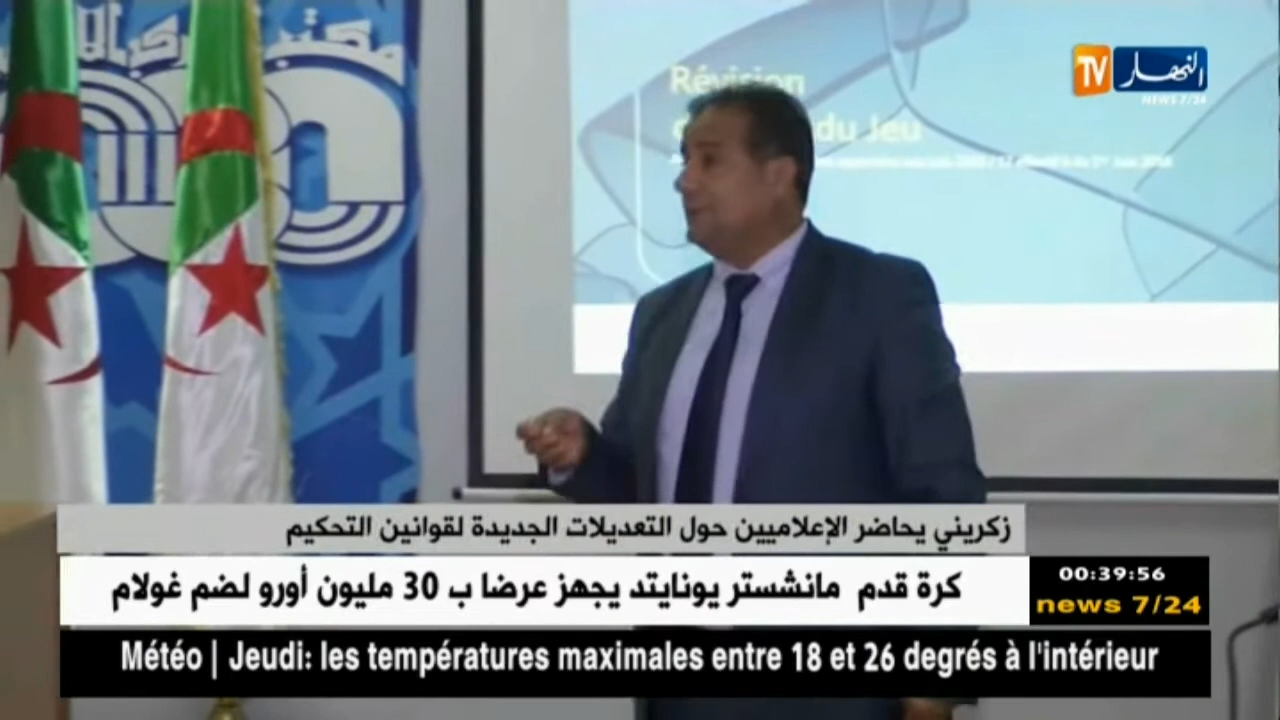 Révision
du Jeu
TV النهار
NEWS 7/24
زكريني يحاضر الإعلاميين حول التعديلات الجديدة لقوانين التحكيم
كرة قدم مانشستر يونايتد يجهز عرضا ب 30 مليون أورو لضم غولام
00:39:56
news 7/24
Météo | Jeudi: les températures maximales entre 18 et 26 degrés à l'intérieur